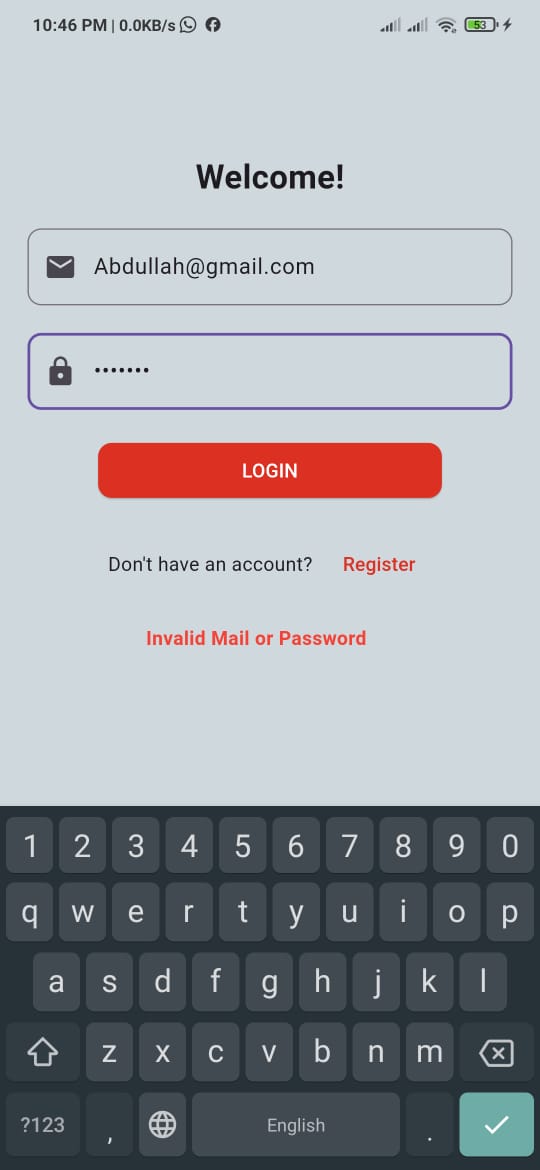 10:46 PM | 0.0KB/s
53
Welcome!
Abdullah@gmail.com
•••••••
LOGIN
Don't have an account? Register
Invalid Mail or Password
1 2 3 4 5 6 7 8 9 0
q w e r t y u i o p
a s d f g h j k l
z x c v b n m
?123 , English .